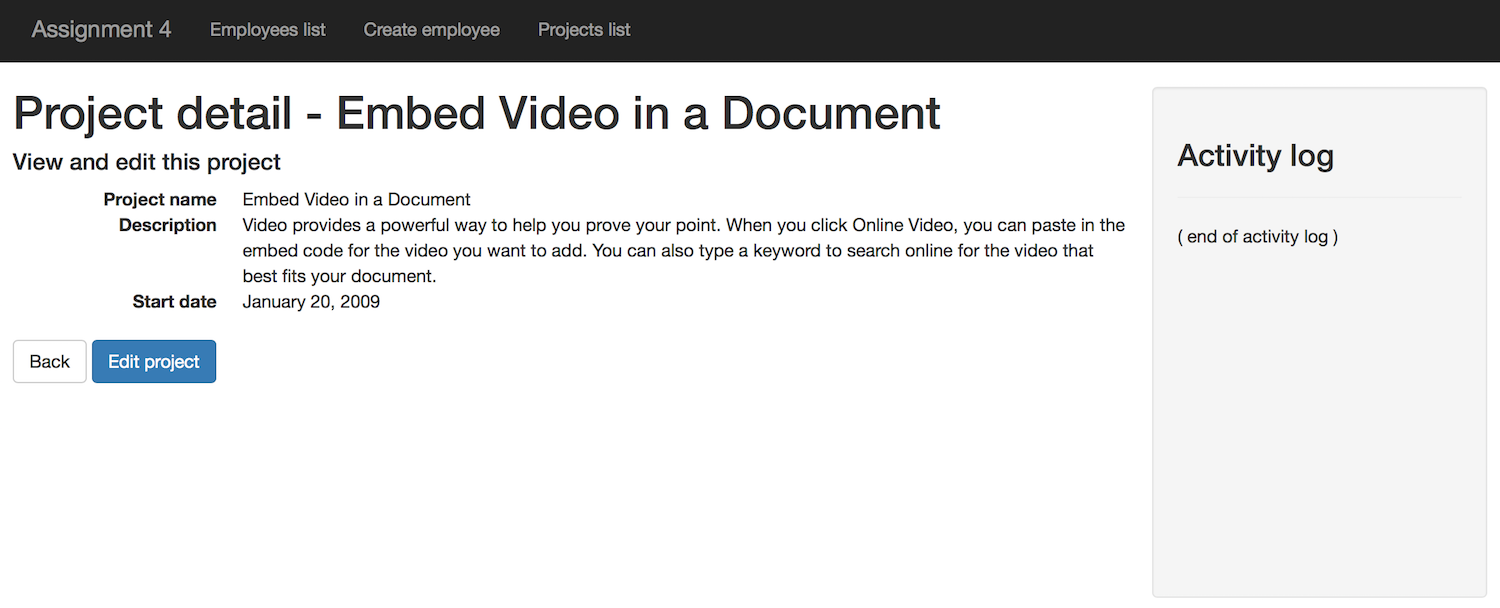 Assignment 4 Employees list Create employee Projects list
Project detail - Embed Video in a Document
View and edit this project
Project name Embed Video in a Document
Description Video provides a powerful way to help you prove your point. When you click Online Video, you can paste in the
embed code for the video you want to add. You can also type a keyword to search online for the video that
best fits your document.
Start date January 20, 2009
Back Edit project
Activity log
( end of activity log )